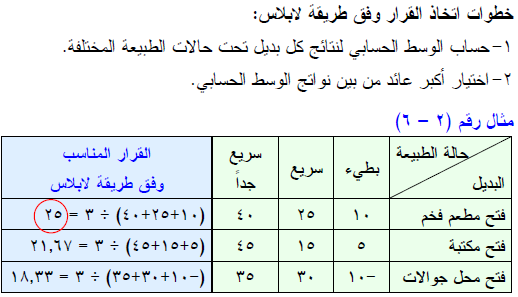 خطوات اتخاذ القرار وفق طريقة لابلاس:
١- حساب الوسط الحسابي لنتائج كل بديل تحت حالات الطبيعة المختلفة.
٢- اختيار أكبر عائد من بين نواتج الوسط الحسابي.
مثال رقم (٢ – ٦)
حالة الطبيعة البديل بطيء سريع سريع جداً القرار المناسب وفق طريقة لابلاس
فتح مطعم فخم ١٠ ٢٥ ٤٠ (١٠+٢٥+٤٠) ÷ ٣ = ٢٥
فتح مكتبة ٥ ١٥ ٤٥ (٥+١٥+٤٥) ÷ ٣ = ٢١,٦٧
فتح محل جوالات -١٠ ٣٠ ٣٥ (-١٠+٣٠+٣٥) ÷ ٣ = ١٨,٣٣